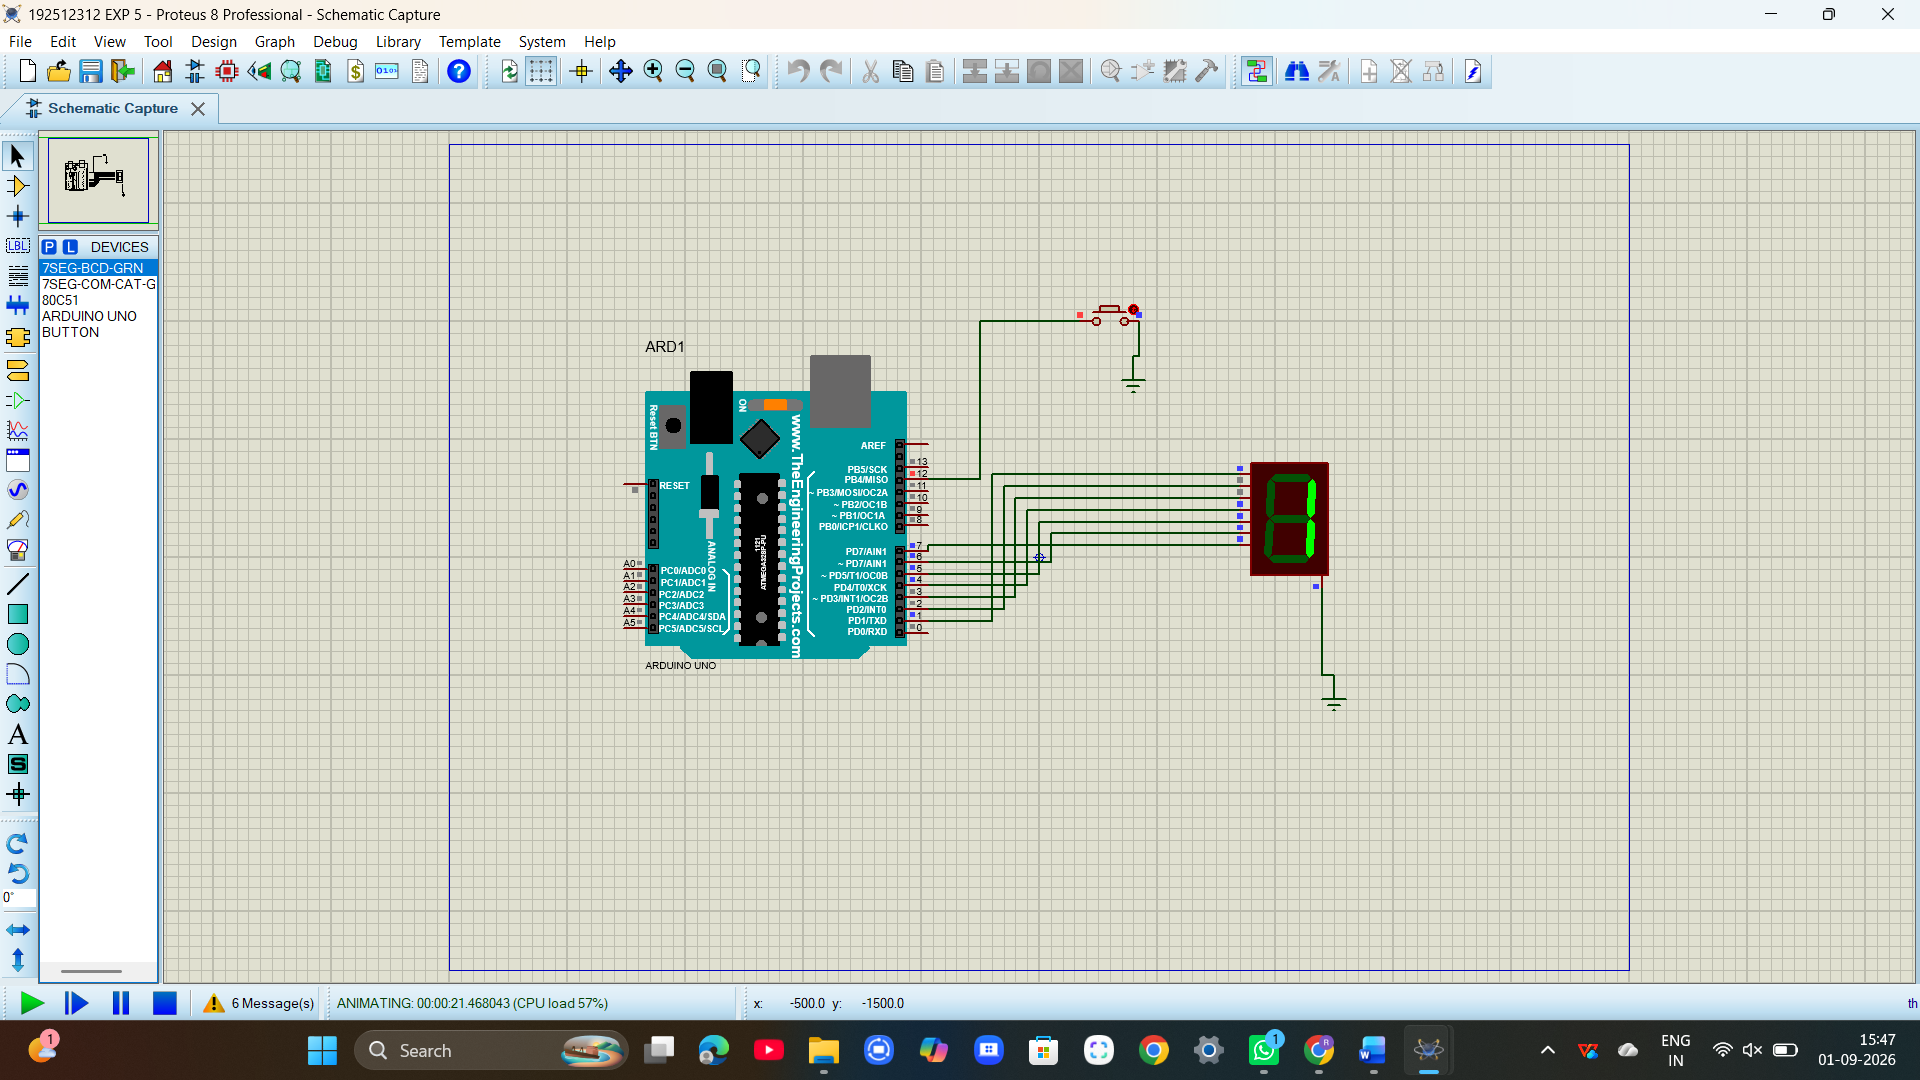 192512312 EXP 5 - Proteus 8 Professional - Schematic Capture
File Edit View Tool Design Graph Debug Library Template System Help
Schematic Capture
P L DEVICES
7SEG-BCD-GRN
7SEG-COM-CAT-G
80C51
ARDUINO UNO
BUTTON
LBL
A
S
0°
ARD1
Reset BTN
ON
www.TheEngineeringProjects.com
RESET
ANALOG IN
ATMEGA328P-PU
1121
A0 PC0/ADC0
A1 PC1/ADC1
A2 PC2/ADC2
A3 PC3/ADC3
A4 PC4/ADC4/SDA
A5 PC5/ADC5/SCL
AREF
13
PB5/SCK 12
PB4/MISO 11
~ PB3/MOSI/OC2A 10
~ PB2/OC1B 9
~ PB1/OC1A 8
PB0/ICP1/CLKO
PD7/AIN1 7
~ PD7/AIN1 6
~ PD5/T1/OC0B 5
PD4/T0/XCK 4
~ PD3/INT1/OC2B 3
PD2/INT0 2
PD1/TXD 1
PD0/RXD 0
ARDUINO UNO
6 Message(s) ANIMATING: 00:00:21.468043 (CPU load 57%) x: -500.0 y: -1500.0 th
1 Search 1 ENG IN 15:47 01-09-2026